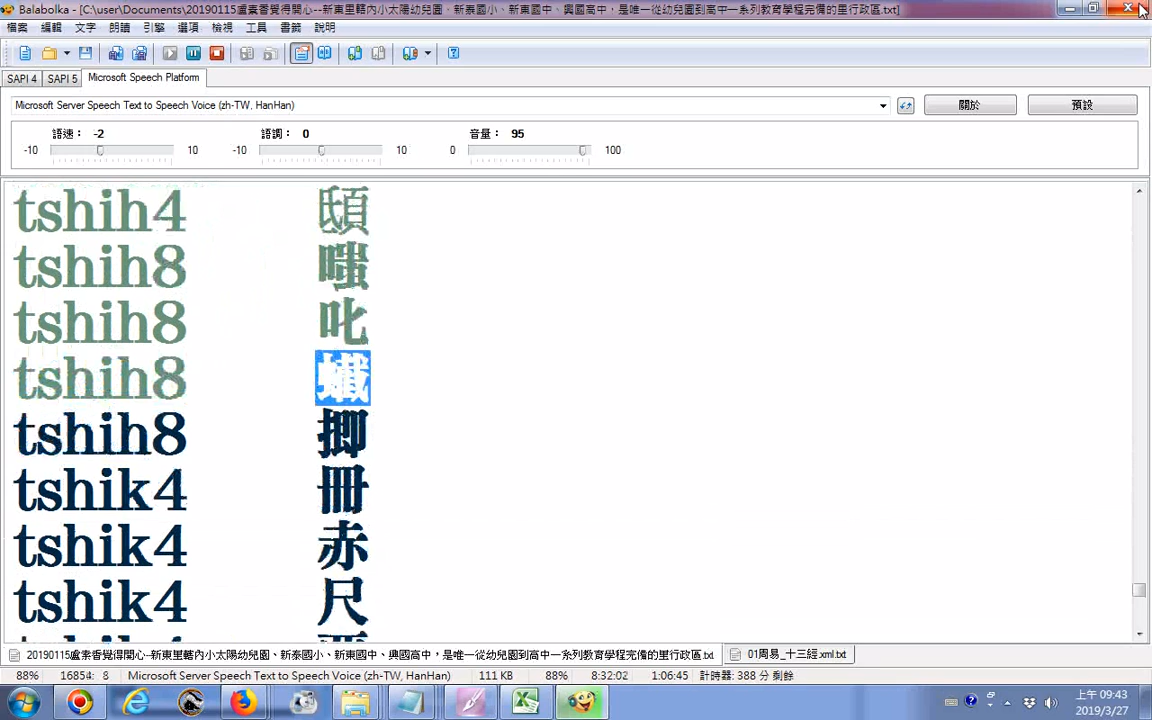 Balabolka - [C:\user\Documents\20190115盧素香覺得開心--新東里轄內小太陽幼兒園、新泰國小、新東國中、興國高中，是唯一從幼兒園到高中一系列教育學程完備的里行政區.txt]
檔案 編輯 文字 朗讀 引擎 選項 檢視 工具 書籤 說明
SAPI 4 SAPI 5 Microsoft Speech Platform
Microsoft Server Speech Text to Speech Voice (zh-TW, HanHan) 關於 預設
語速： -2 語調： 0 音量： 95
-10 10 -10 10 0 100
tshih4
tshih8 嗤
tshih8 叱
tshih8 蠘
tshih8 揤
tshik4 冊
tshik4 赤
tshik4 尺
20190115盧素香覺得開心--新東里轄內小太陽幼兒園、新泰國小、新東國中、興國高中，是唯一從幼兒園到高中一系列教育學程完備的里行政區.txt 01周易_十三經.xml.txt
88% 16854: 8 Microsoft Server Speech Text to Speech Voice (zh-TW, HanHan) 111 KB 88% 8:32:02 1:06:45 計時器: 388 分 剩餘
上午 09:43
2019/3/27